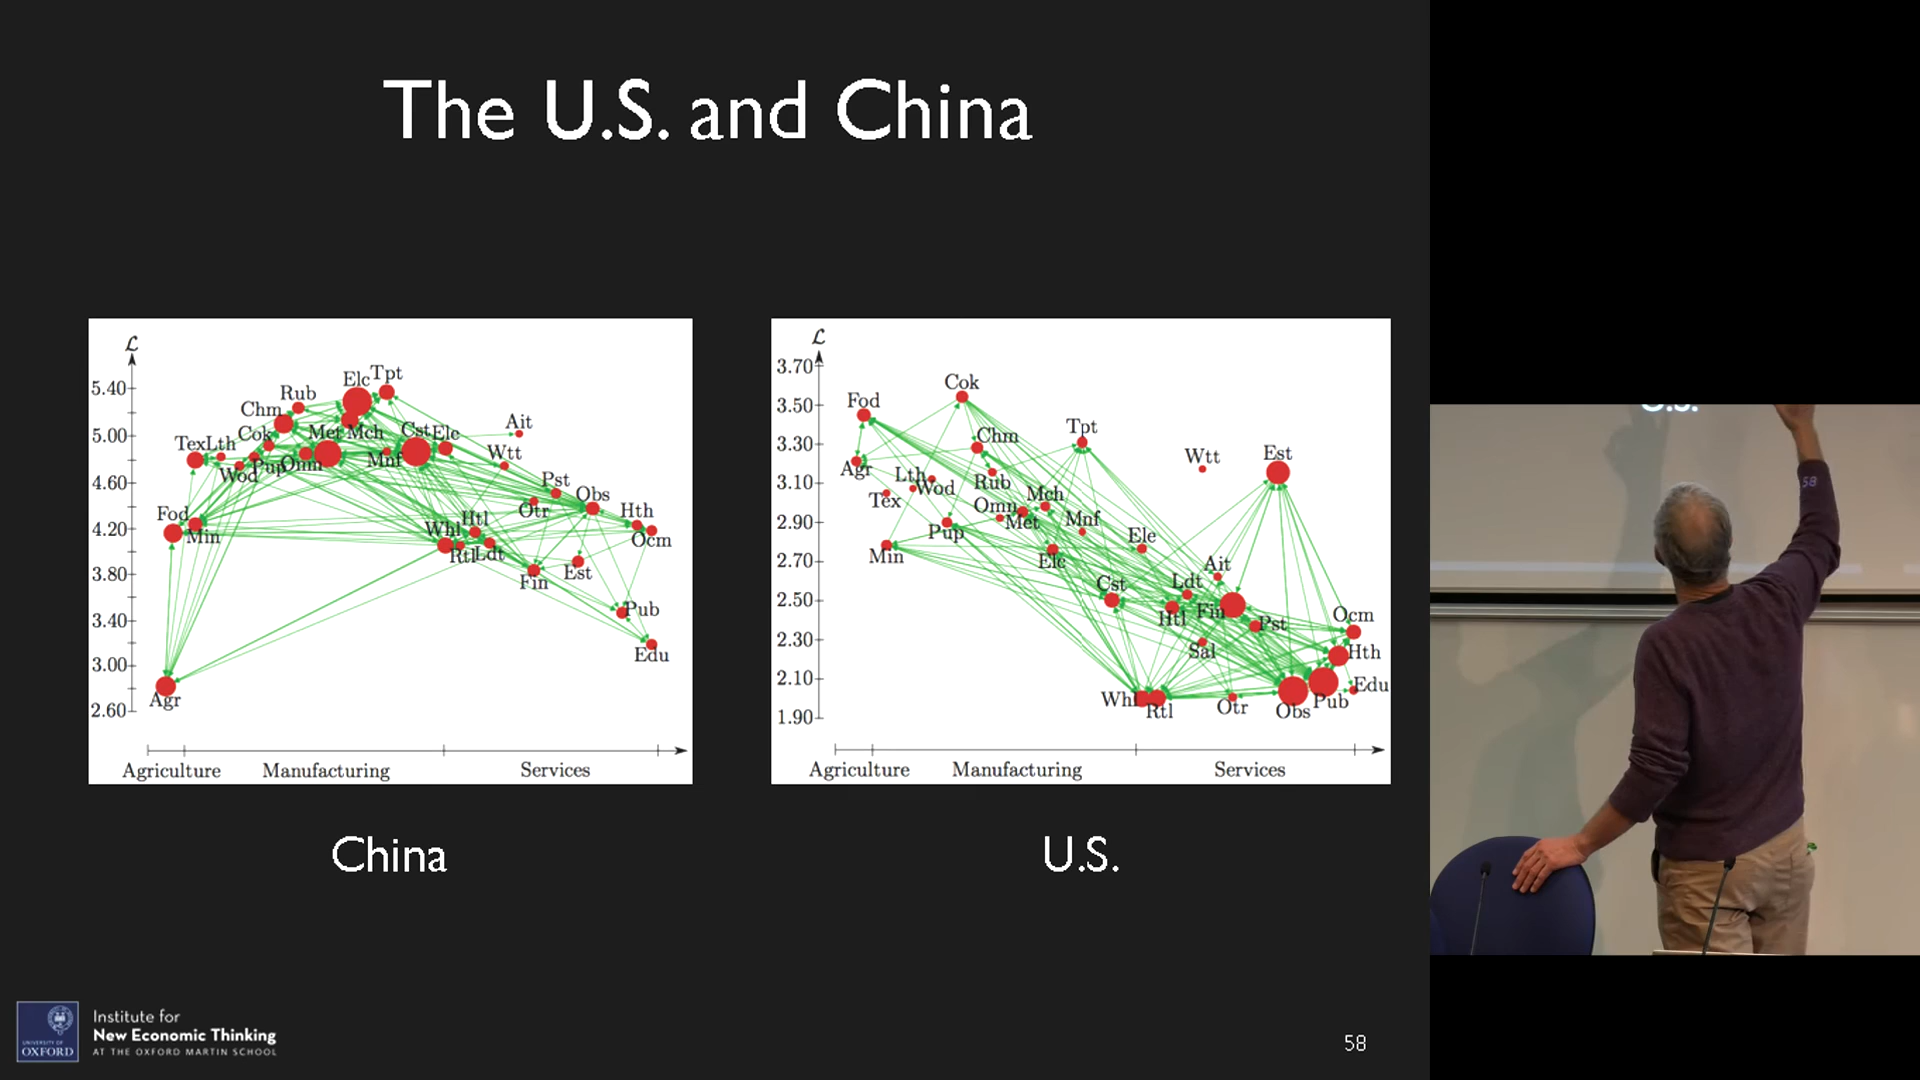 The U.S. and China
ℒ
5.40
5.00
4.60
4.20
3.80
3.40
3.00
2.60
Elc
Tpt
Rub
Chm
Ait
Tex
Lth
Cok
Met
Mch
Cst
Elc
Wod
Pup
Omn
Mnf
Wtt
Pst
Obs
Fod
Min
Otr
Hth
Htl
Whl
Rtl
Ldt
Ocm
Fin
Est
Pub
Edu
Agr
Agriculture
Manufacturing
Services
ℒ
3.70
3.50
3.30
3.10
2.90
2.70
2.50
2.30
2.10
1.90
Cok
Fod
Tpt
Chm
Agr
Wtt
Est
Lth
Wod
Rub
Tex
Omn
Mch
Met
Mnf
Pup
Ele
Min
Elc
Ait
Cst
Ldt
Htl
Fin
Pst
Ocm
Sal
Hth
Edu
Whl
Rtl
Otr
Obs
Pub
Agriculture
Manufacturing
Services
China
U.S.
Institute for
New Economic Thinking
AT THE OXFORD MARTIN SCHOOL
UNIVERSITY OF
OXFORD
58
U.S.
58